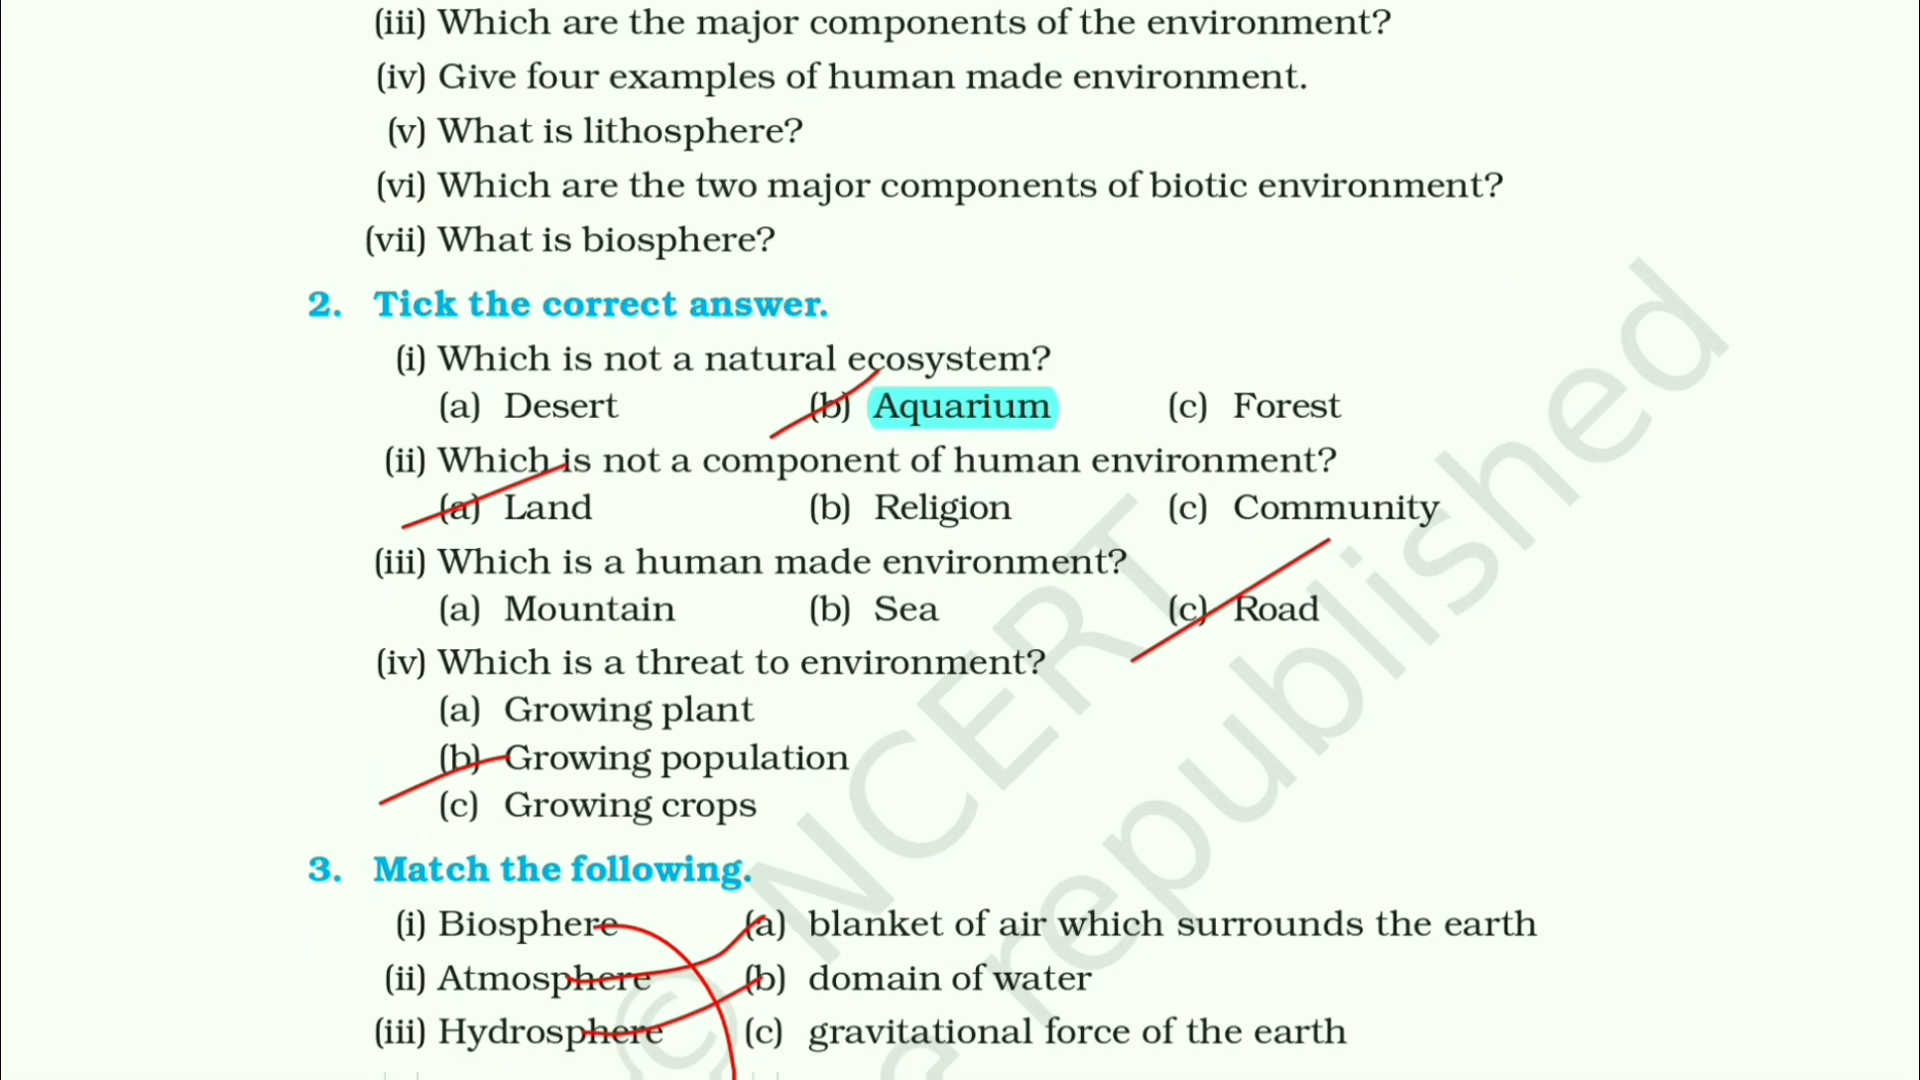 (iii) Which are the major components of the environment?
(iv) Give four examples of human made environment.
(v) What is lithosphere?
(vi) Which are the two major components of biotic environment?
(vii) What is biosphere?
2. Tick the correct answer.
(i) Which is not a natural ecosystem?
(a) Desert (b) Aquarium (c) Forest
(ii) Which is not a component of human environment?
(a) Land (b) Religion (c) Community
(iii) Which is a human made environment?
(a) Mountain (b) Sea (c) Road
(iv) Which is a threat to environment?
(a) Growing plant
(b) Growing population
(c) Growing crops
3. Match the following.
(i) Biosphere (a) blanket of air which surrounds the earth
(ii) Atmosphere (b) domain of water
(iii) Hydrosphere (c) gravitational force of the earth
© NCERT
republished